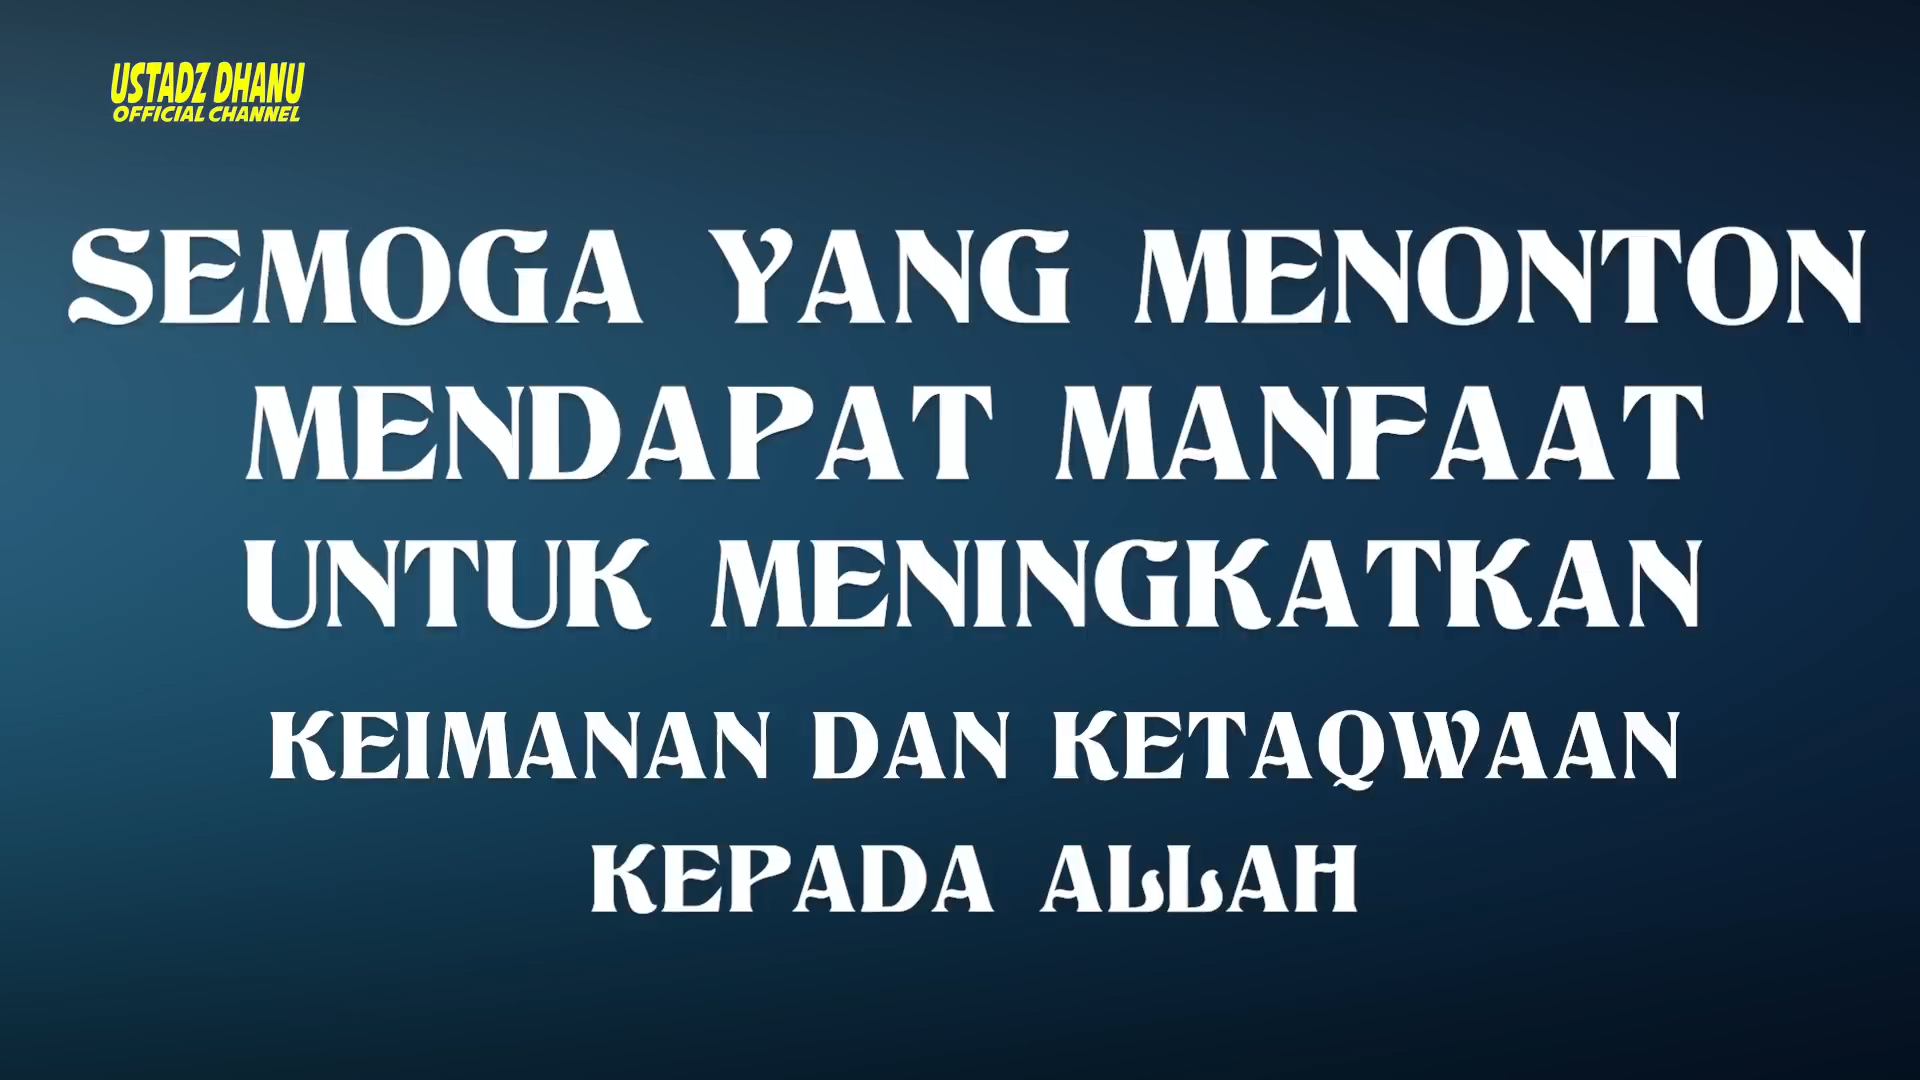 USTADZ DHANU
OFFICIAL CHANNEL
SEMOGA YANG MENONTON
MENDAPAT MANFAAT
UNTUK MENINGKATKAN
KEIMANAN DAN KETAQWAAN
KEPADA ALLAH